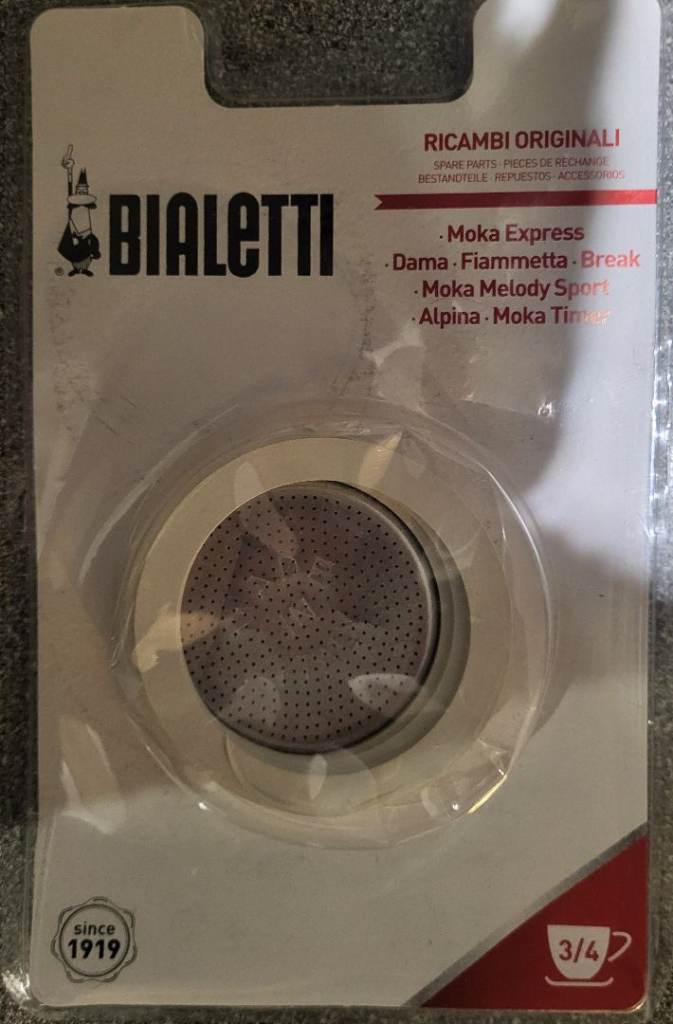 BIALETTI
®
RICAMBI ORIGINALI
SPARE PARTS · PIECES DE RECHANGE
BESTANDTEILE · REPUESTOS · ACCESSORIOS
· Moka Express
· Dama · Fiammetta · Break
· Moka Melody Sport
· Alpina · Moka Timer
since
1919
3/4